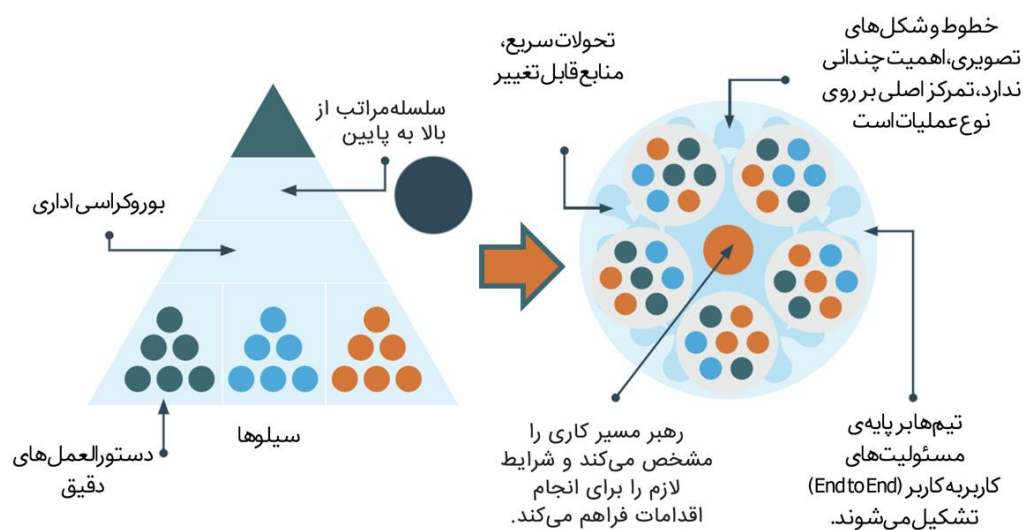 خطوط و شکل‌های
تصویری، اهمیت چندانی
ندارد، تمرکز اصلی بر روی
نوع عملیات است
تحولات سریع،
منابع قابل تغییر
سلسله‌مراتب از
بالا به پایین
بوروکراسی اداری
تیم‌ها بر پایه‌ی
مسئولیت‌های
کاربر به کاربر (End to End)
تشکیل می‌شوند.
رهبر مسیر کاری را
مشخص می‌کند و شرایط
لازم را برای انجام
اقدامات فراهم می‌کند.
سیلوها
دستورالعمل‌های
دقیق